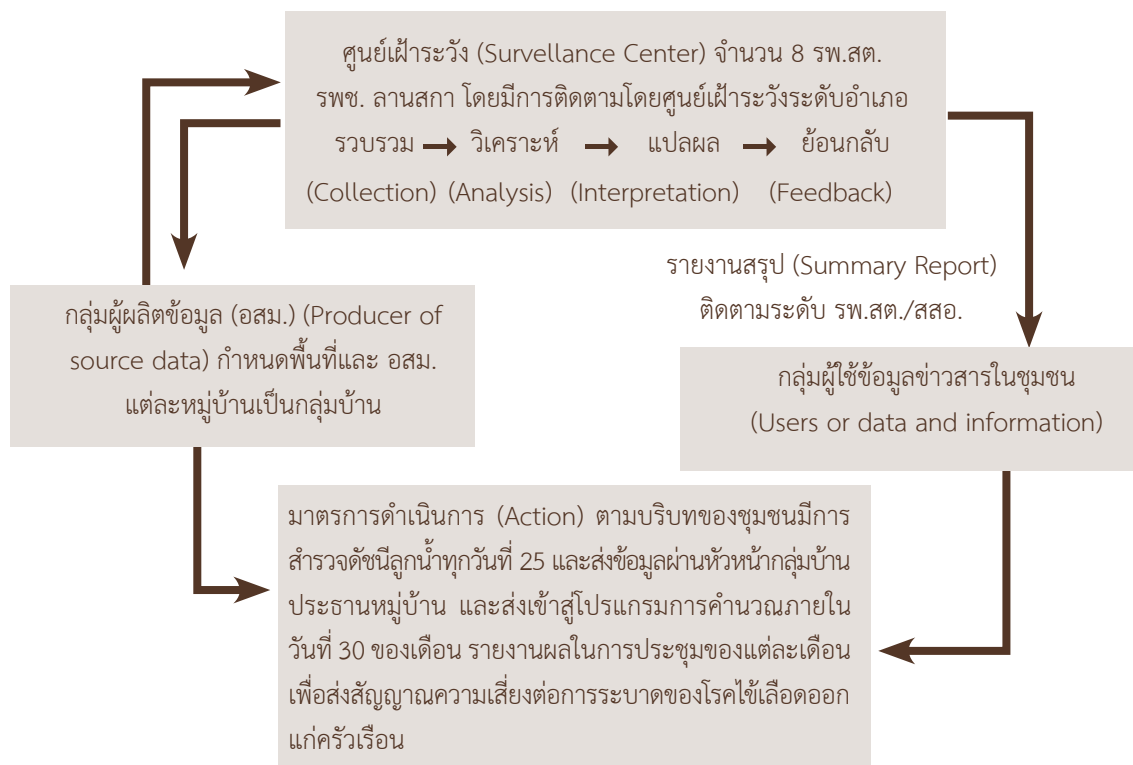 ศูนย์เฝ้าระวัง (Survellance Center) จำนวน 8 รพ.สต.
รพช. ลานสกา โดยมีการติดตามโดยศูนย์เฝ้าระวังระดับอำเภอ
รวบรวม → วิเคราะห์ → แปลผล → ย้อนกลับ
(Collection) (Analysis) (Interpretation) (Feedback)
รายงานสรุป (Summary Report)
ติดตามระดับ รพ.สต./สสอ.
กลุ่มผู้ผลิตข้อมูล (อสม.) (Producer of
source data) กำหนดพื้นที่และ อสม.
แต่ละหมู่บ้านเป็นกลุ่มบ้าน
กลุ่มผู้ใช้ข้อมูลข่าวสารในชุมชน
(Users or data and information)
มาตรการดำเนินการ (Action) ตามบริบทของชุมชนมีการ
สำรวจดัชนีลูกน้ำทุกวันที่ 25 และส่งข้อมูลผ่านหัวหน้ากลุ่มบ้าน
ประธานหมู่บ้าน และส่งเข้าสู่โปรแกรมการคำนวณภายใน
วันที่ 30 ของเดือน รายงานผลในการประชุมของแต่ละเดือน
เพื่อส่งสัญญาณความเสี่ยงต่อการระบาดของโรคไข้เลือดออก
แก่ครัวเรือน